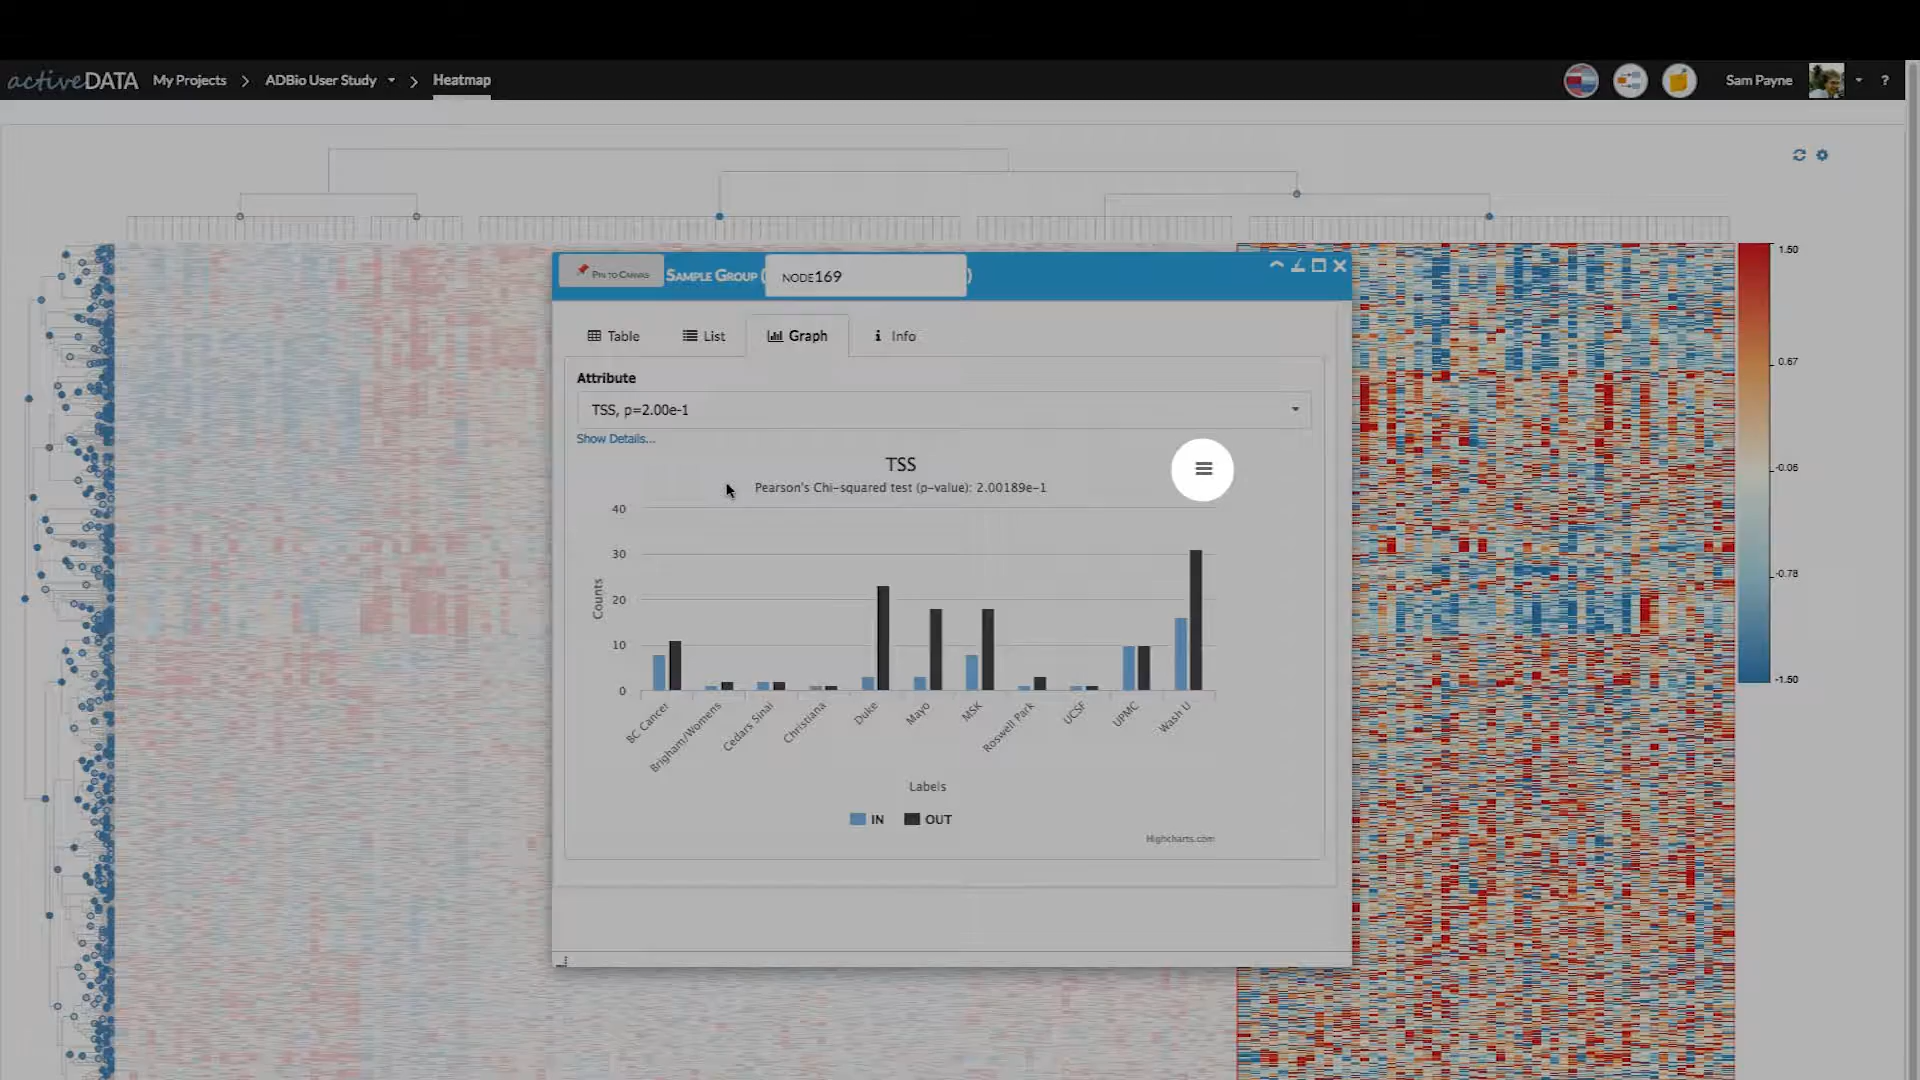 activeDATA My Projects ADBio User Study Heatmap Sam Payne ?
PIN TO CANVAS SAMPLE GROUP ( NODE169 )
Table List Graph Info
Attribute
TSS, p=2.00e-1
Show Details...
TSS
Pearson's Chi-squared test (p-value): 2.00189e-1
40
30
20
10
0
Counts
BC Cancer
Brigham/Womens
Cedars Sinai
Christiana
Duke
Mayo
MSK
Roswell Park
UCSF
UPMC
Wash U
Labels
IN OUT
Highcharts.com
1.50
0.67
-0.06
-0.78
-1.50